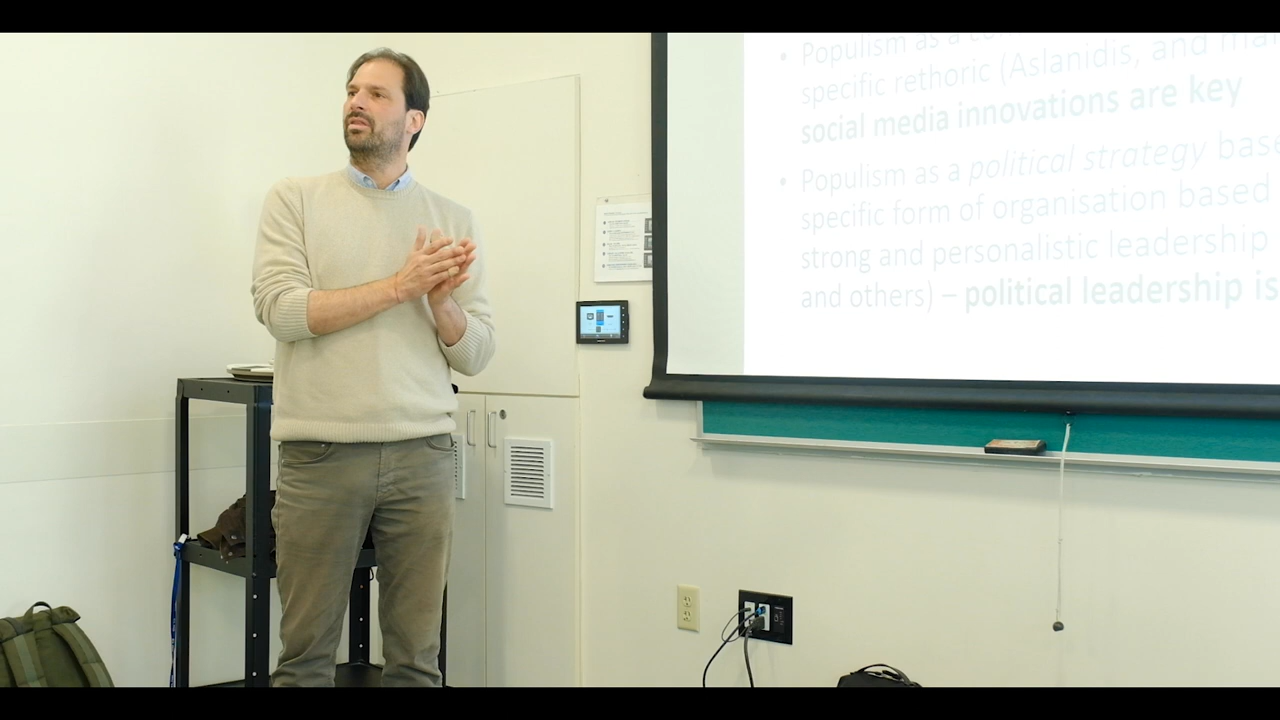 • Populism as a
specific rethoric (Aslanidis, and
social media innovations are key
• Populism as a political strategy
specific form of organisation based
strong and personalistic leadership
and others) – political leadership is